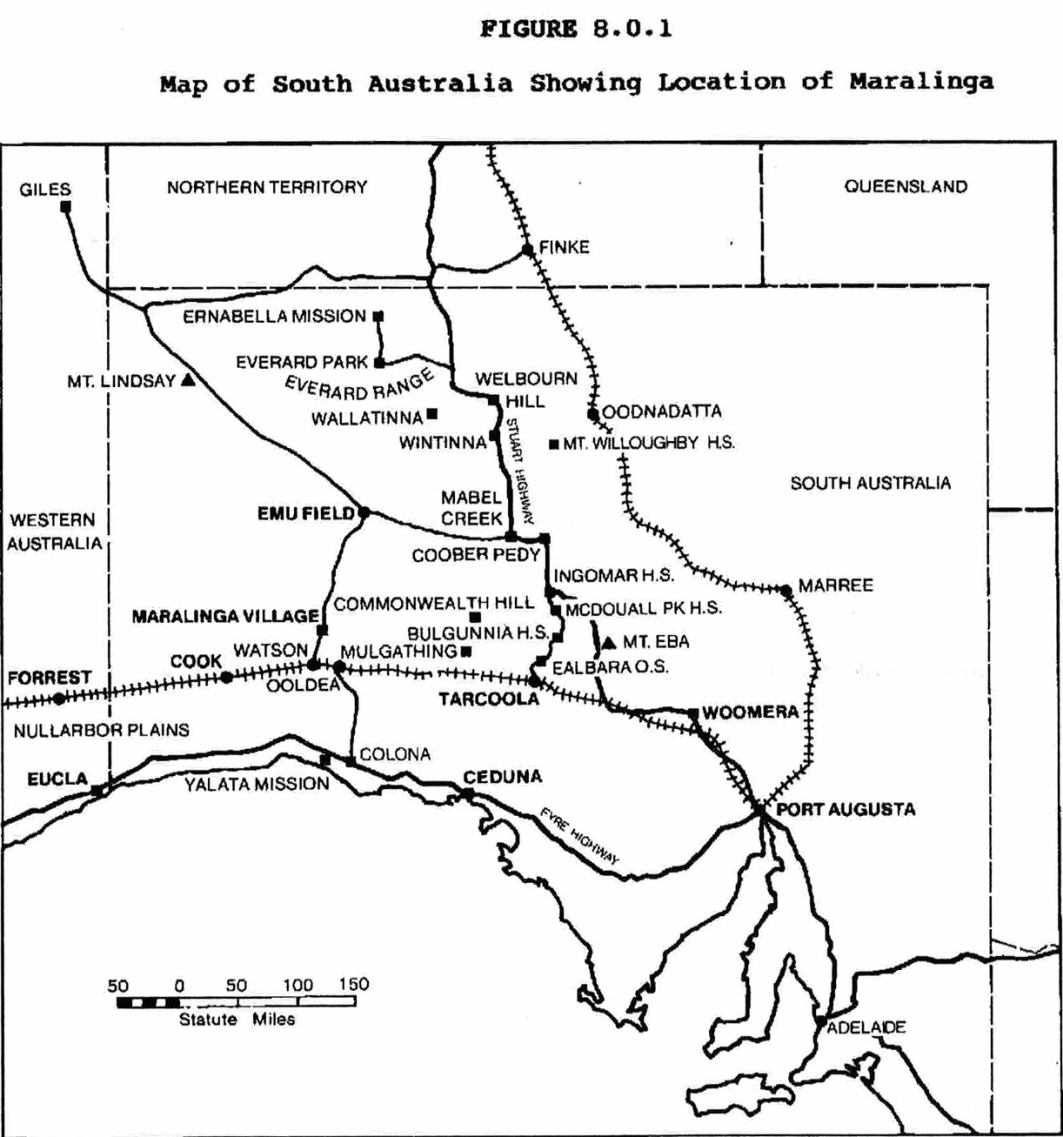 FIGURE 8.0.1
Map of South Australia Showing Location of Maralinga
GILES
NORTHERN TERRITORY
QUEENSLAND
FINKE
ERNABELLA MISSION
EVERARD PARK
MT. LINDSAY
EVERARD RANGE
WELBOURN
HILL
WALLATINNA
OODNADATTA
WINTINNA
STUART HIGHWAY
MT. WILLOUGHBY H.S.
SOUTH AUSTRALIA
MABEL
CREEK
EMU FIELD
WESTERN
AUSTRALIA
COOBER PEDY
INGOMAR H.S.
MARREE
COMMONWEALTH HILL
MCDOUALL PK H.S.
MARALINGA VILLAGE
BULGUNNIA H.S.
MT. EBA
WATSON
MULGATHING
COOK
EALBARA O.S.
FORREST
OOLDEA
TARCOOLA
WOOMERA
NULLARBOR PLAINS
COLONA
EUCLA
YALATA MISSION
CEDUNA
PORT AUGUSTA
EYRE HIGHWAY
50 0 50 100 150
Statute Miles
ADELAIDE